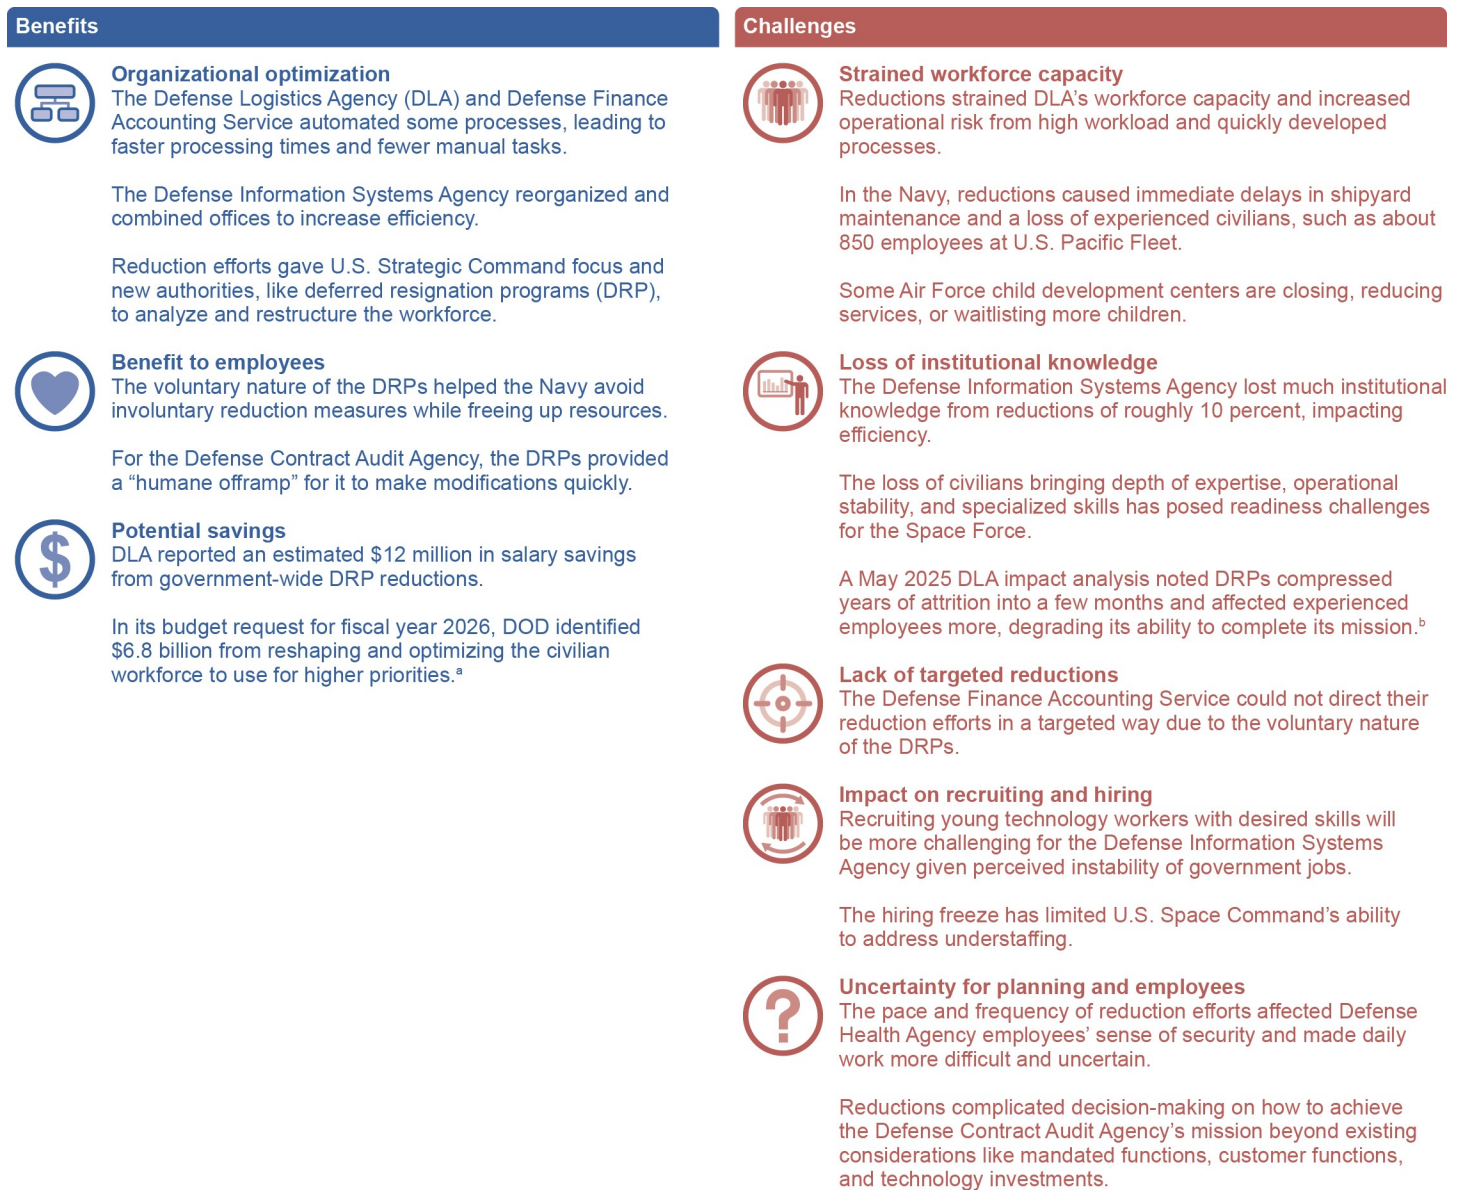 Benefits
Organizational optimization
The Defense Logistics Agency (DLA) and Defense Finance
Accounting Service automated some processes, leading to
faster processing times and fewer manual tasks.
The Defense Information Systems Agency reorganized and
combined offices to increase efficiency.
Reduction efforts gave U.S. Strategic Command focus and
new authorities, like deferred resignation programs (DRP),
to analyze and restructure the workforce.
Benefit to employees
The voluntary nature of the DRPs helped the Navy avoid
involuntary reduction measures while freeing up resources.
For the Defense Contract Audit Agency, the DRPs provided
a “humane offramp” for it to make modifications quickly.
$
Potential savings
DLA reported an estimated $12 million in salary savings
from government-wide DRP reductions.
In its budget request for fiscal year 2026, DOD identified
$6.8 billion from reshaping and optimizing the civilian
workforce to use for higher priorities.ᵃ
Challenges
Strained workforce capacity
Reductions strained DLA’s workforce capacity and increased
operational risk from high workload and quickly developed
processes.
In the Navy, reductions caused immediate delays in shipyard
maintenance and a loss of experienced civilians, such as about
850 employees at U.S. Pacific Fleet.
Some Air Force child development centers are closing, reducing
services, or waitlisting more children.
Loss of institutional knowledge
The Defense Information Systems Agency lost much institutional
knowledge from reductions of roughly 10 percent, impacting
efficiency.
The loss of civilians bringing depth of expertise, operational
stability, and specialized skills has posed readiness challenges
for the Space Force.
A May 2025 DLA impact analysis noted DRPs compressed
years of attrition into a few months and affected experienced
employees more, degrading its ability to complete its mission.ᵇ
Lack of targeted reductions
The Defense Finance Accounting Service could not direct their
reduction efforts in a targeted way due to the voluntary nature
of the DRPs.
Impact on recruiting and hiring
Recruiting young technology workers with desired skills will
be more challenging for the Defense Information Systems
Agency given perceived instability of government jobs.
The hiring freeze has limited U.S. Space Command’s ability
to address understaffing.
?
Uncertainty for planning and employees
The pace and frequency of reduction efforts affected Defense
Health Agency employees’ sense of security and made daily
work more difficult and uncertain.
Reductions complicated decision-making on how to achieve
the Defense Contract Audit Agency’s mission beyond existing
considerations like mandated functions, customer functions,
and technology investments.